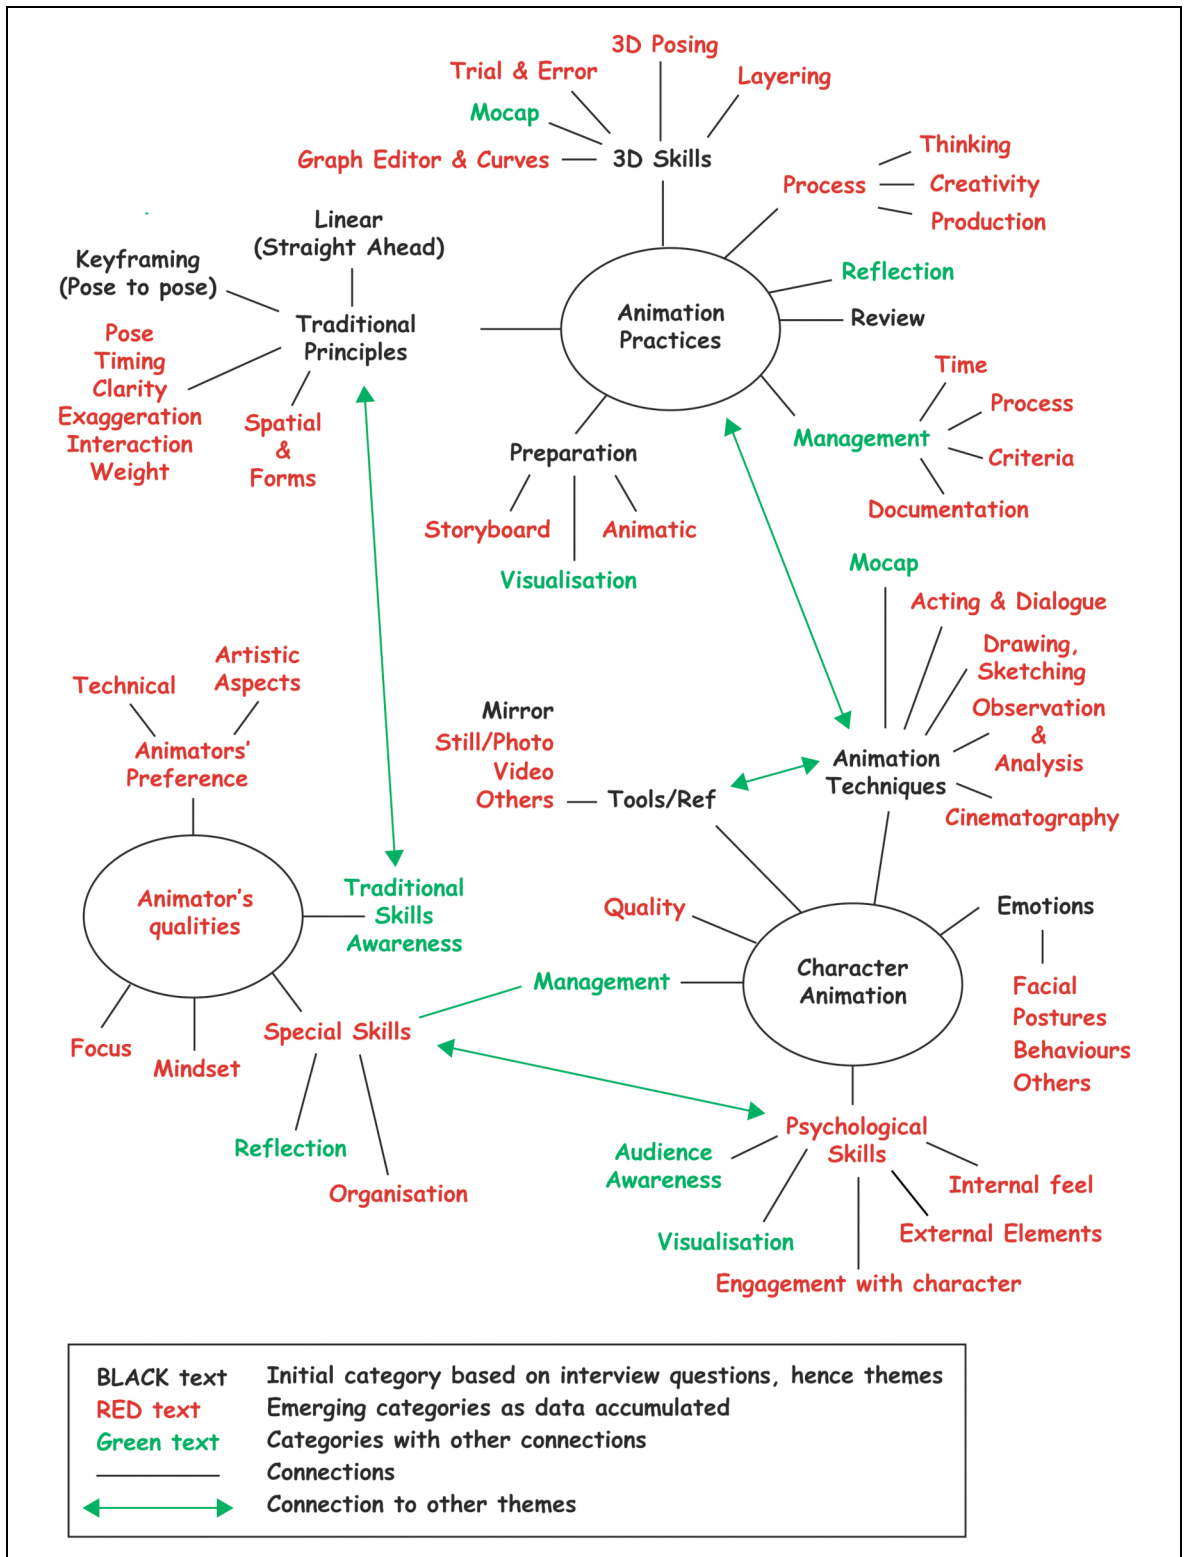 3D Posing
Trial & Error
Layering
Mocap
Graph Editor & Curves
3D Skills
Thinking
Process
Creativity
Production
Linear
(Straight Ahead)
Keyframing
(Pose to pose)
Reflection
Animation
Practices
Review
Traditional
Principles
Pose
Timing
Clarity
Exaggeration
Interaction
Weight
Spatial
&
Forms
Time
Process
Management
Criteria
Documentation
Preparation
Storyboard
Animatic
Visualisation
Mocap
Acting & Dialogue
Drawing,
Sketching
Observation
&
Analysis
Animation
Techniques
Cinematography
Mirror
Still/Photo
Video
Others
Tools/Ref
Technical
Artistic
Aspects
Animators'
Preference
Animator's
qualities
Traditional
Skills
Awareness
Focus
Mindset
Special Skills
Reflection
Organisation
Quality
Management
Character
Animation
Emotions
Facial
Postures
Behaviours
Others
Psychological
Skills
Audience
Awareness
Visualisation
Engagement with character
External Elements
Internal feel
BLACK text Initial category based on interview questions, hence themes
RED text Emerging categories as data accumulated
Green text Categories with other connections
Connections
Connection to other themes